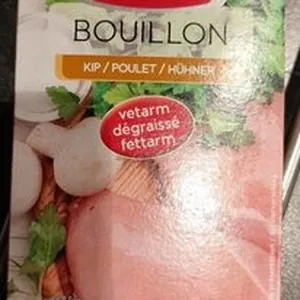 BOUILLON
KIP / POULET / HÜHNER
vetarm
dégraissé
fettarm